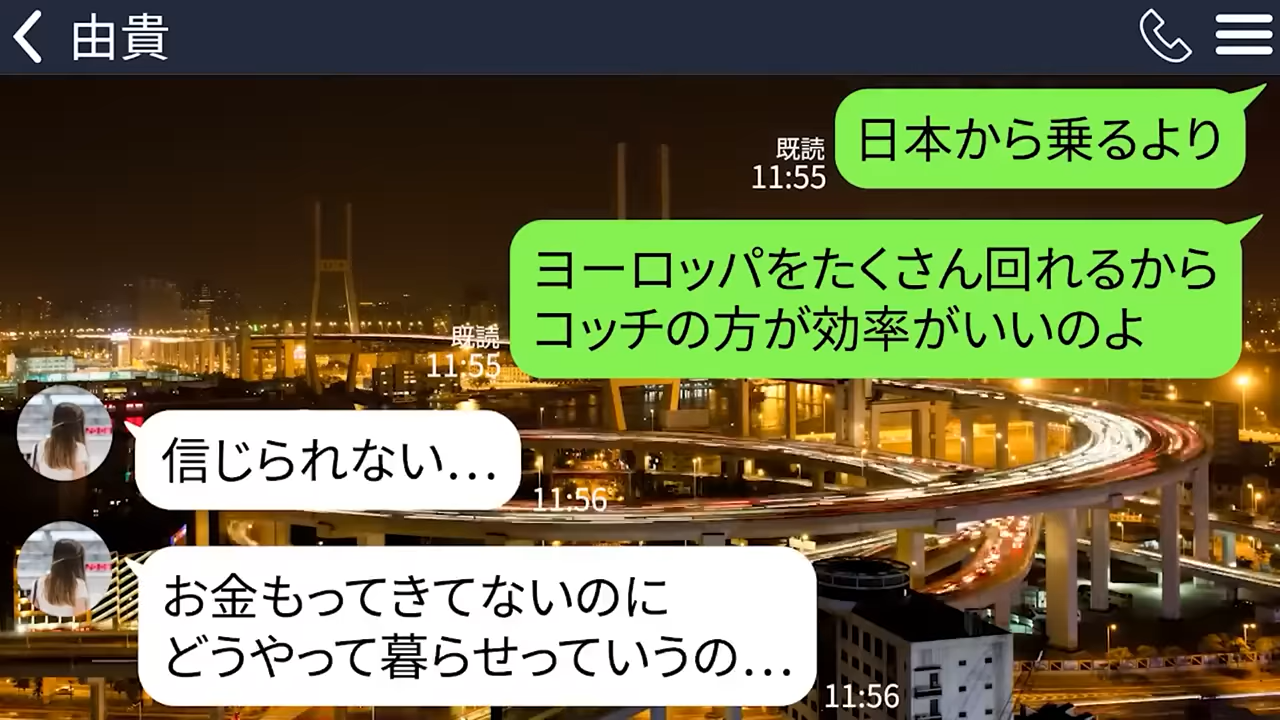 由貴
日本から乗るより
既読
11:55
ヨーロッパをたくさん回れるから
コッチの方が効率がいいのよ
既読
11:55
信じられない...
11:56
お金もってきてないのに
どうやって暮らせっていうの...
11:56